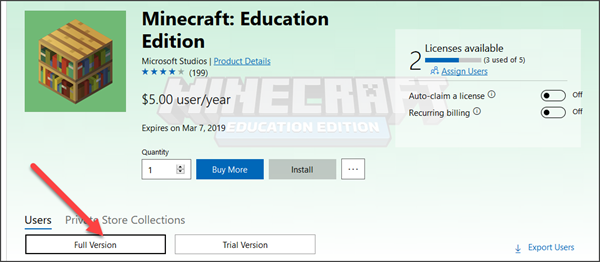 Minecraft: Education
Edition
Microsoft Studios | Product Details
(199)
$5.00 user/year
Expires on Mar 7, 2019
Quantity
1
Buy More
Install
...
2
Licenses available
(3 used of 5)
Assign Users
Auto-claim a license
Off
Recurring billing
Off
MINECRAFT
EDUCATION EDITION
Users
Private Store Collections
Full Version
Trial Version
Export Users